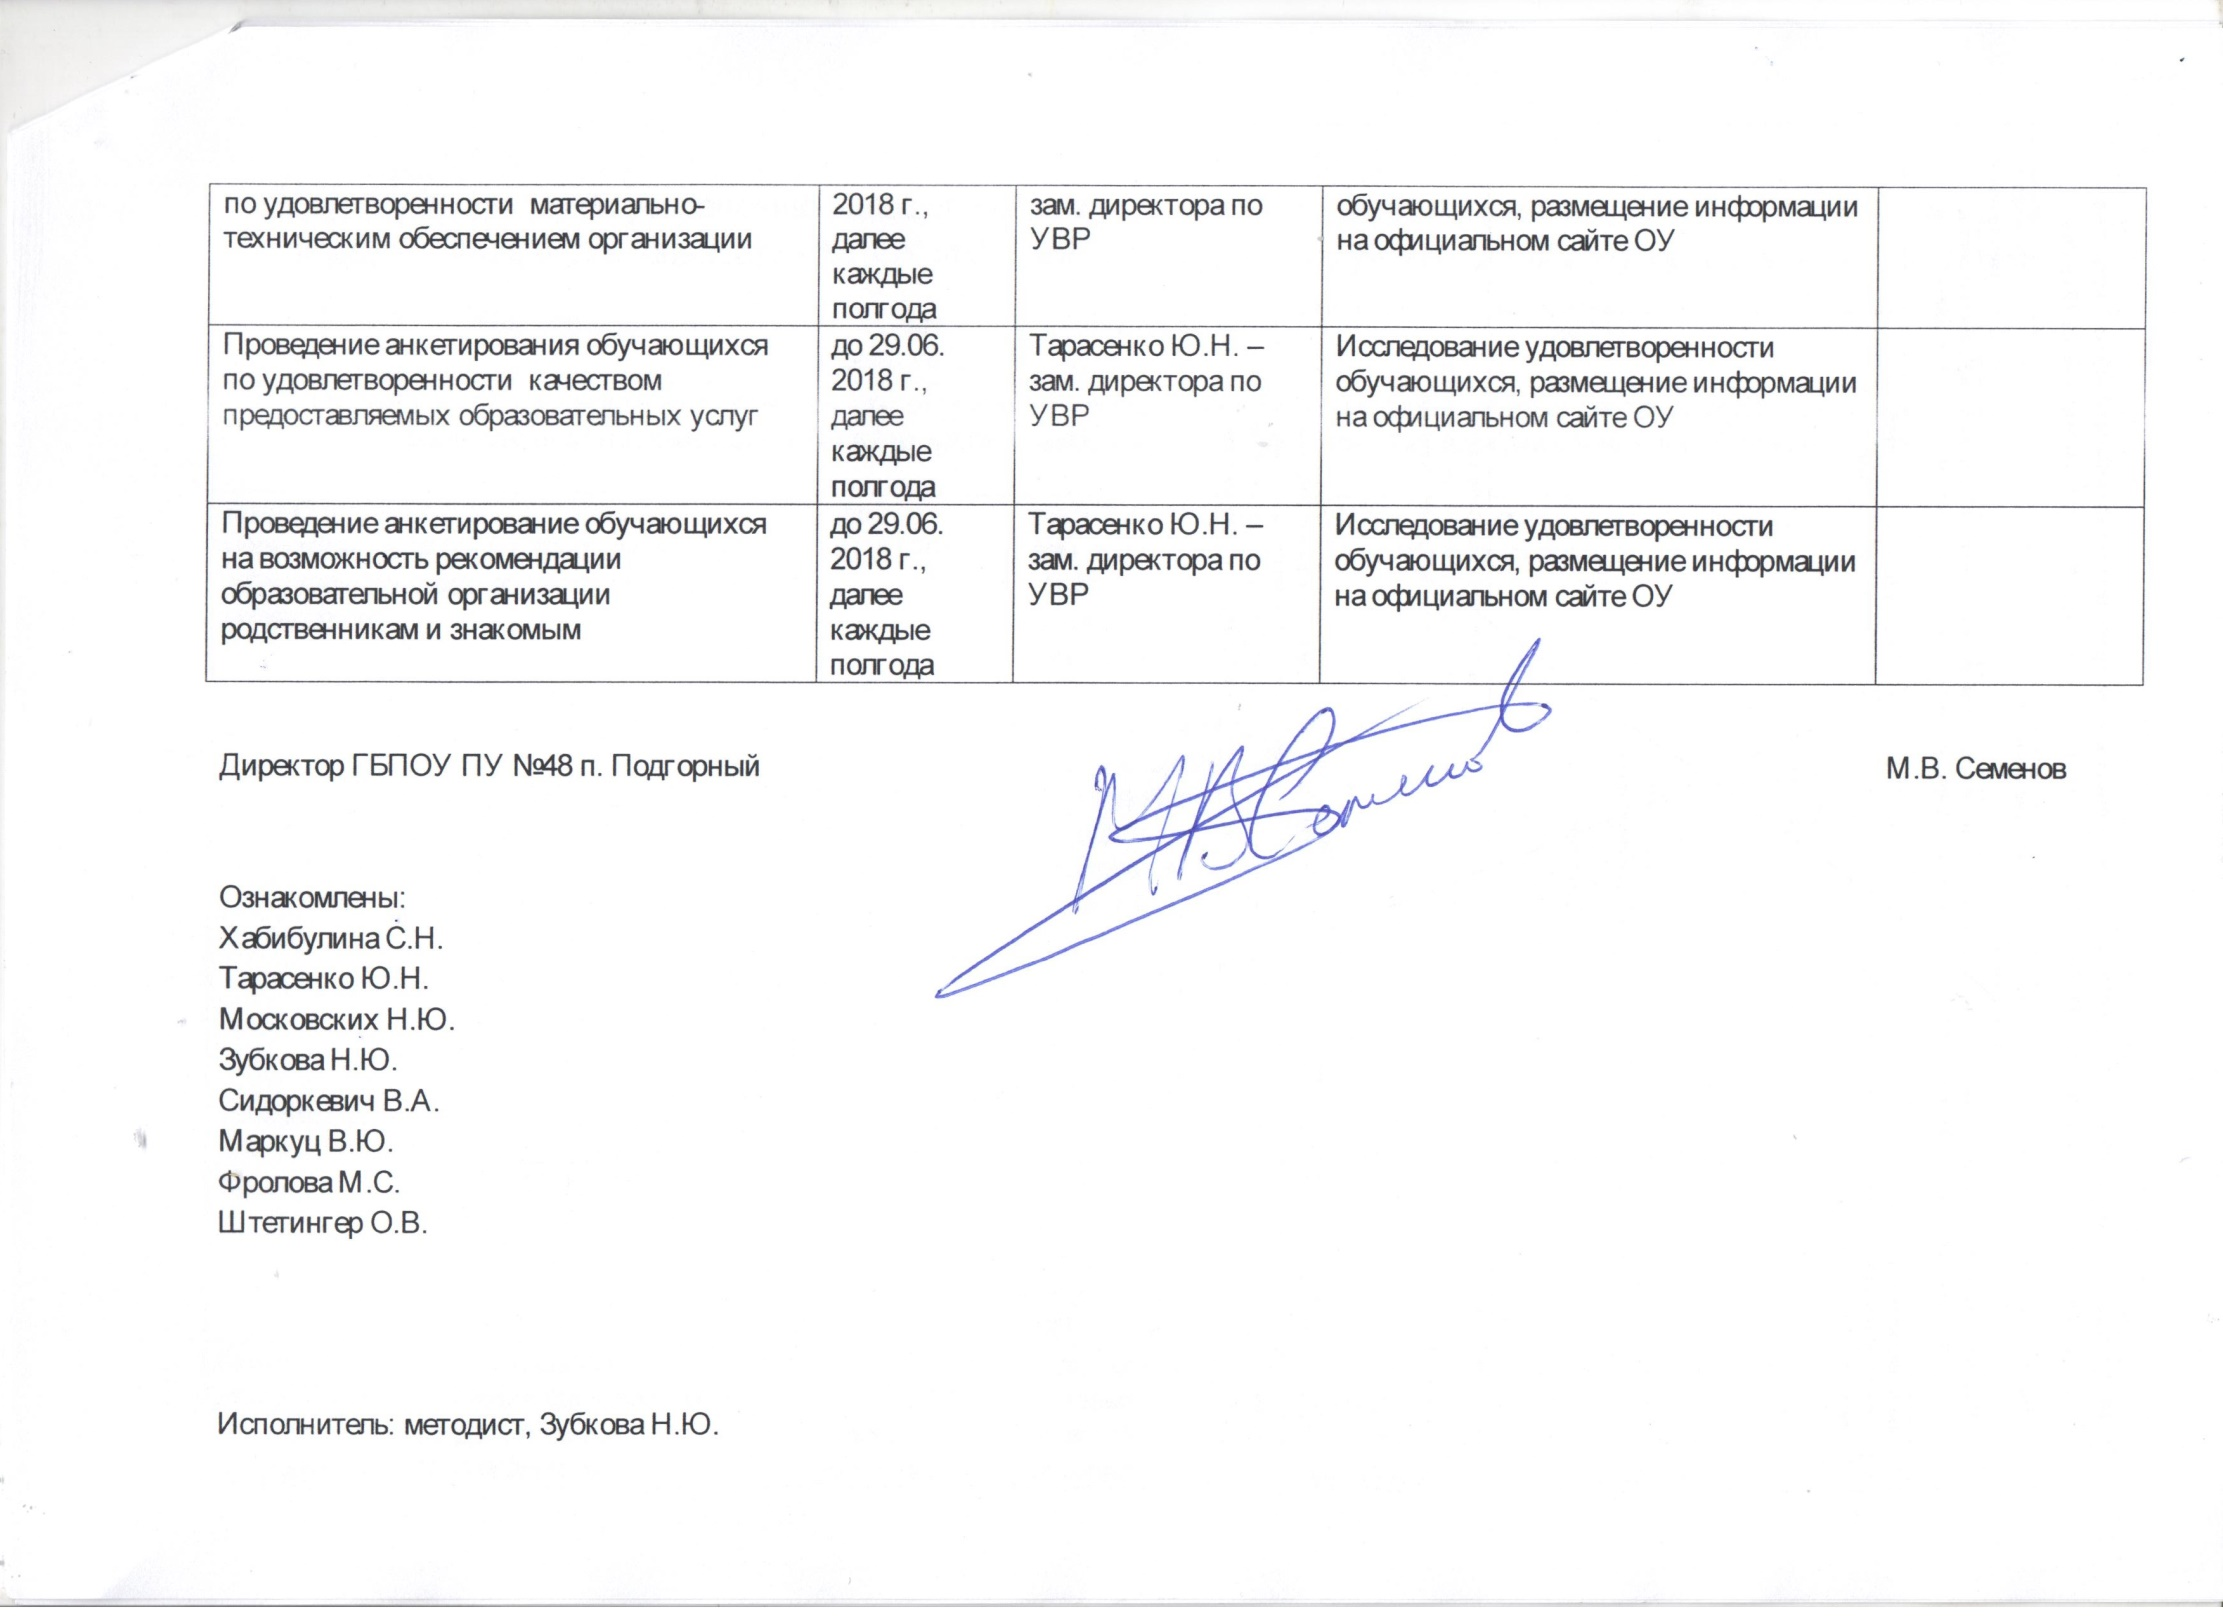 по удовлетворенности материально-
техническим обеспечением организации
2018 г.,
далее
каждые
полгода
зам. директора по
УВР
обучающихся, размещение информации
на официальном сайте ОУ
Проведение анкетирования обучающихся
по удовлетворенности качеством
предоставляемых образовательных услуг
до 29.06.
2018 г.,
далее
каждые
полгода
Тарасенко Ю.Н. –
зам. директора по
УВР
Исследование удовлетворенности
обучающихся, размещение информации
на официальном сайте ОУ
Проведение анкетирование обучающихся
на возможность рекомендации
образовательной организации
родственникам и знакомым
до 29.06.
2018 г.,
далее
каждые
полгода
Тарасенко Ю.Н. –
зам. директора по
УВР
Исследование удовлетворенности
обучающихся, размещение информации
на официальном сайте ОУ
Директор ГБПОУ ПУ №48 п. Подгорный
М.В. Семенов
Ознакомлены:
Хабибулина С.Н.
Тарасенко Ю.Н.
Московских Н.Ю.
Зубкова Н.Ю.
Сидоркевич В.А.
Маркуц В.Ю.
Фролова М.С.
Штетингер О.В.
Исполнитель: методист, Зубкова Н.Ю.